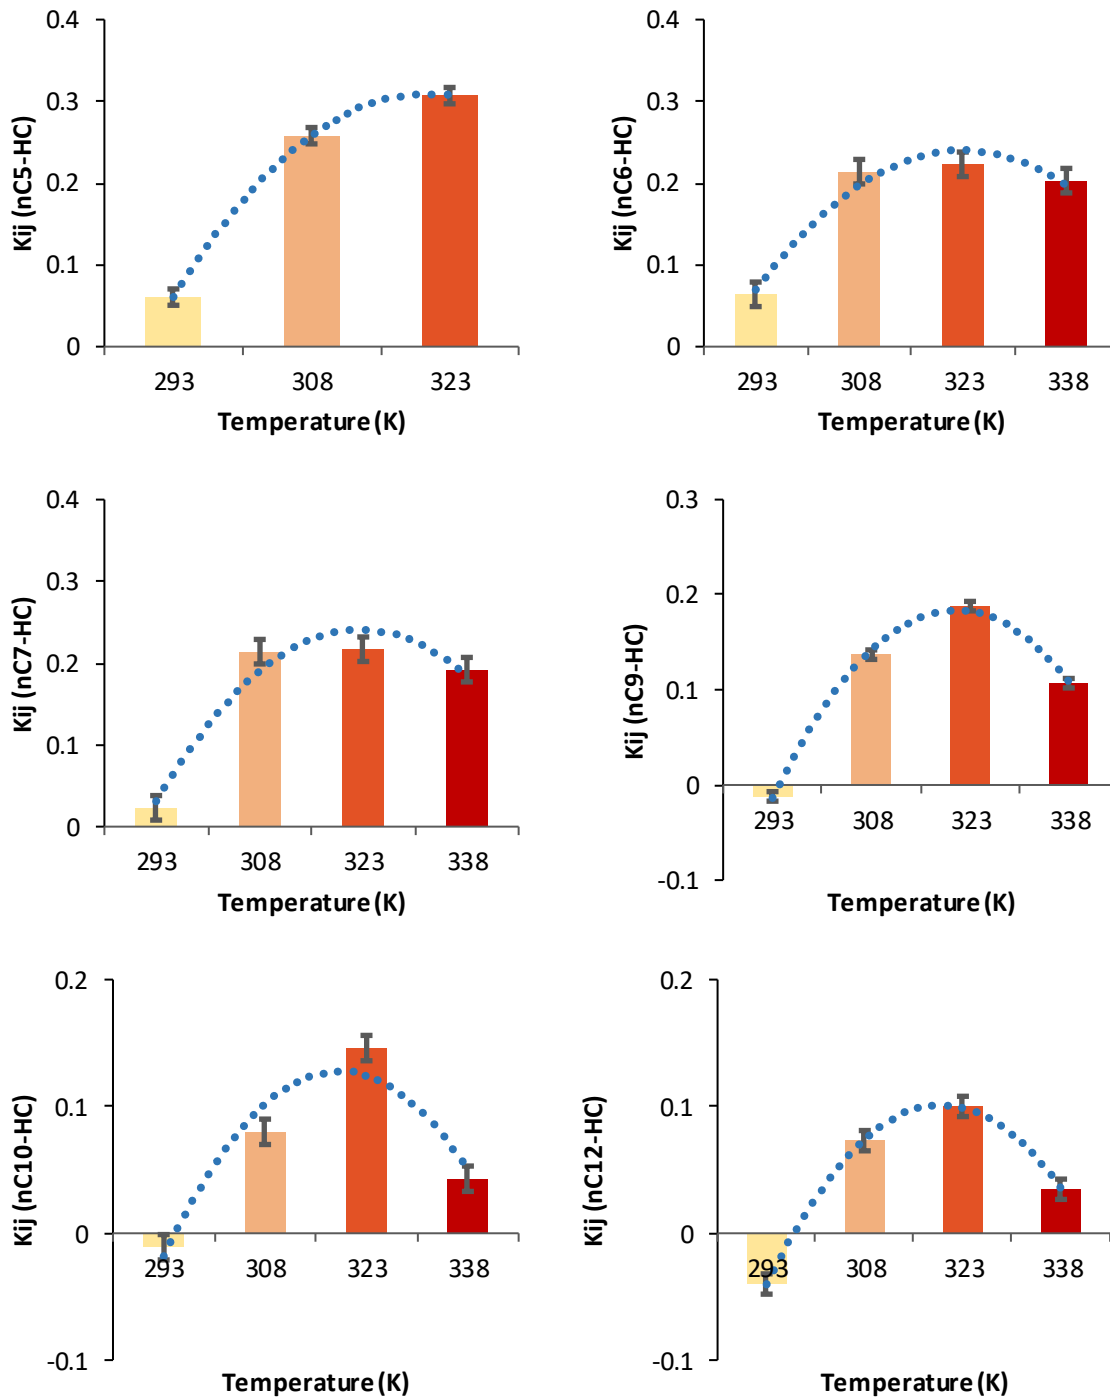 0.4
0.3
0.2
0.1
0
Kij (nC5-HC)
293 308 323
Temperature (K)
0.4
0.3
0.2
0.1
0
Kij (nC6-HC)
293 308 323 338
Temperature (K)
0.4
0.3
0.2
0.1
0
Kij (nC7-HC)
293 308 323 338
Temperature (K)
0.3
0.2
0.1
0
-0.1
Kij (nC9-HC)
293 308 323 338
Temperature (K)
0.2
0.1
0
-0.1
Kij (nC10-HC)
293 308 323 338
Temperature (K)
0.2
0.1
0
-0.1
Kij (nC12-HC)
293 308 323 338
Temperature (K)